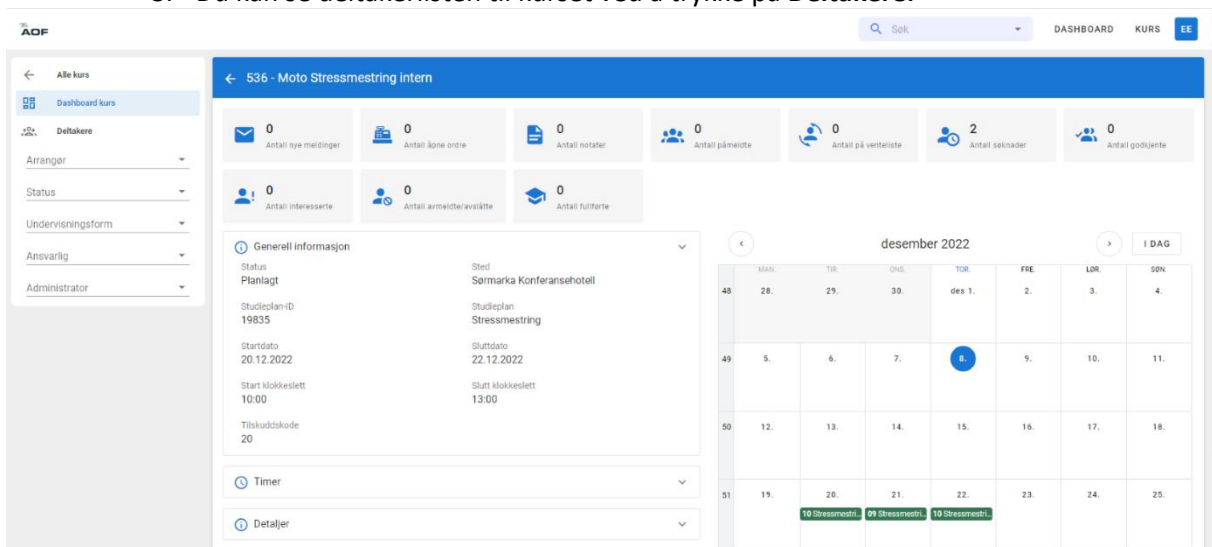 AOF
Søk
DASHBOARD KURS EE
Alle kurs
Dashboard kurs
Deltakere
Arrangør
Status
Undervisningsform
Ansvarlig
Administrator
536 - Moto Stressmestring intern
0
Antall nye meldinger
0
Antall åpne ordre
0
Antall notater
0
Antall påmeldte
0
Antall på venteliste
2
Antall søknader
0
Antall godkjente
0
Antall interesserte
0
Antall avmeldte/avslåtte
0
Antall fullførte
Generell informasjon
Status Sted
Planlagt Sørmarka Konferansehotell
Studieplan-ID Studieplan
19835 Stressmestring
Startdato Sluttdato
20.12.2022 22.12.2022
Start klokkeslett Slutt klokkeslett
10:00 13:00
Tilskuddskode
20
Timer
Detaljer
desember 2022
I DAG
MAN. TIR. ONS. TOR. FRE. LØR. SØN.
48 28. 29. 30. des 1. 2. 3. 4.
49 5. 6. 7. 8. 9. 10. 11.
50 12. 13. 14. 15. 16. 17. 18.
51 19. 20. 21. 22. 23. 24. 25.
10 Stressmestri... 09 Stressmestri... 10 Stressmestri...